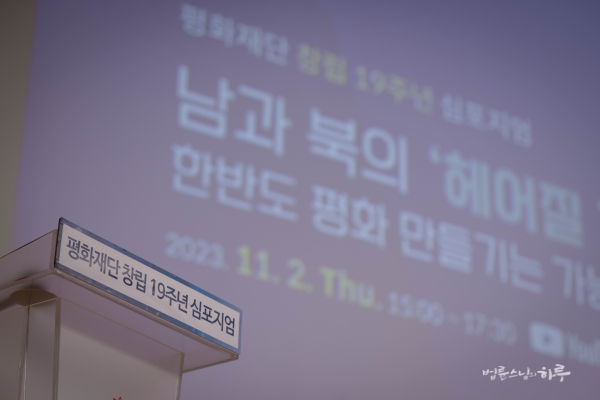 평화재단 창립 19주년 심포지엄
남과 북의 ‘헤어질
한반도 평화 만들기는
2023. 11. 2. Thu. 15:00 - 17:30
평화재단 창립 19주년 심포지엄
법륜스님의 하루